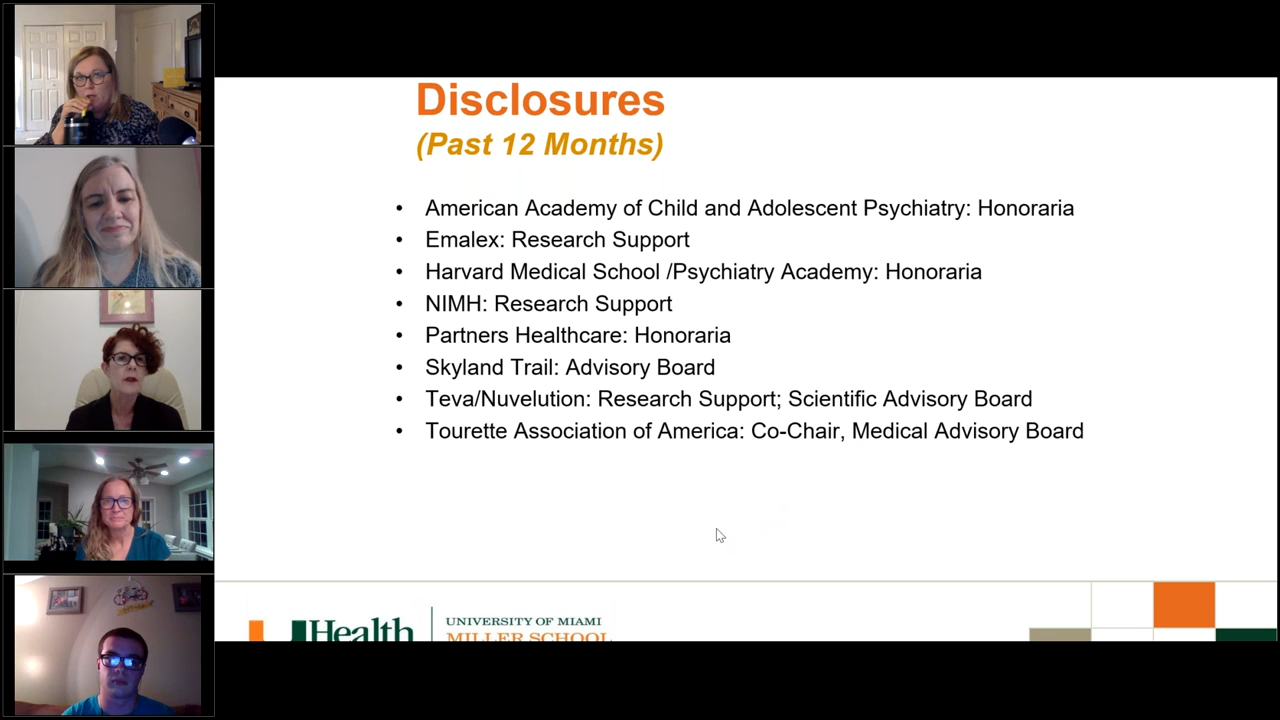 Disclosures
(Past 12 Months)
• American Academy of Child and Adolescent Psychiatry: Honoraria
• Emalex: Research Support
• Harvard Medical School /Psychiatry Academy: Honoraria
• NIMH: Research Support
• Partners Healthcare: Honoraria
• Skyland Trail: Advisory Board
• Teva/Nuvelution: Research Support; Scientific Advisory Board
• Tourette Association of America: Co-Chair, Medical Advisory Board
UHealth
UNIVERSITY OF MIAMI
MILLER SCHOOL